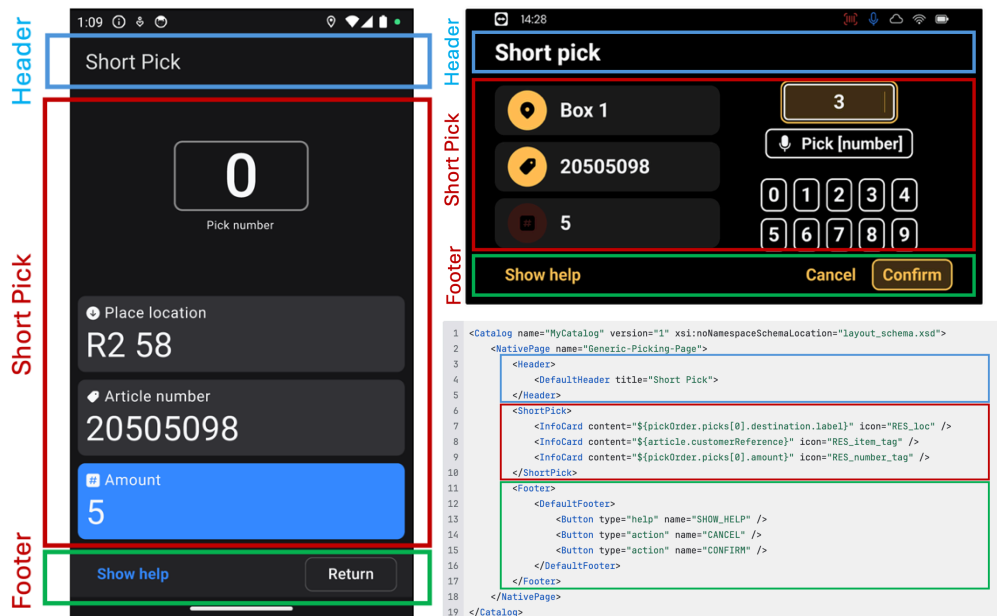 Header
Short Pick
Footer
1:09
Short Pick
0
Pick number
Place location
R2 58
Article number
20505098
# Amount
5
Show help
Return
Header
Short Pick
Footer
14:28
Short pick
Box 1
20505098
# 5
3
Pick [number]
0 1 2 3 4
5 6 7 8 9
Show help
Cancel
Confirm
1 <Catalog name="MyCatalog" version="1" xsi:noNamespaceSchemaLocation="layout_schema.xsd">
2 <NativePage name="Generic-Picking-Page">
3 <Header>
4 <DefaultHeader title="Short Pick">
5 </Header>
6 <ShortPick>
7 <InfoCard content="${pickOrder.picks[0].destination.label}" icon="RES_loc" />
8 <InfoCard content="${article.customerReference}" icon="RES_item_tag" />
9 <InfoCard content="${pickOrder.picks[0].amount}" icon="RES_number_tag" />
10 </ShortPick>
11 <Footer>
12 <DefaultFooter>
13 <Button type="help" name="SHOW_HELP" />
14 <Button type="action" name="CANCEL" />
15 <Button type="action" name="CONFIRM" />
16 </DefaultFooter>
17 </Footer>
18 </NativePage>
19 </Catalog>